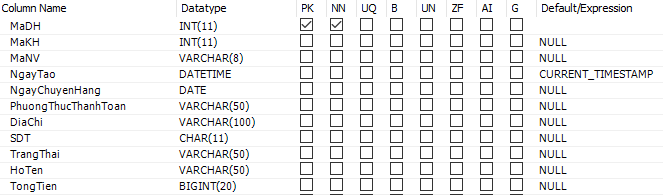 Column Name Datatype PK NN UQ B UN ZF AI G Default/Expression
MaDH INT(11)
MaKH INT(11) NULL
MaNV VARCHAR(8) NULL
NgayTao DATETIME CURRENT_TIMESTAMP
NgayChuyenHang DATE NULL
PhuongThucThanhToan VARCHAR(50) NULL
DiaChi VARCHAR(100) NULL
SDT CHAR(11) NULL
TrangThai VARCHAR(50) NULL
HoTen VARCHAR(50) NULL
TongTien BIGINT(20) NULL